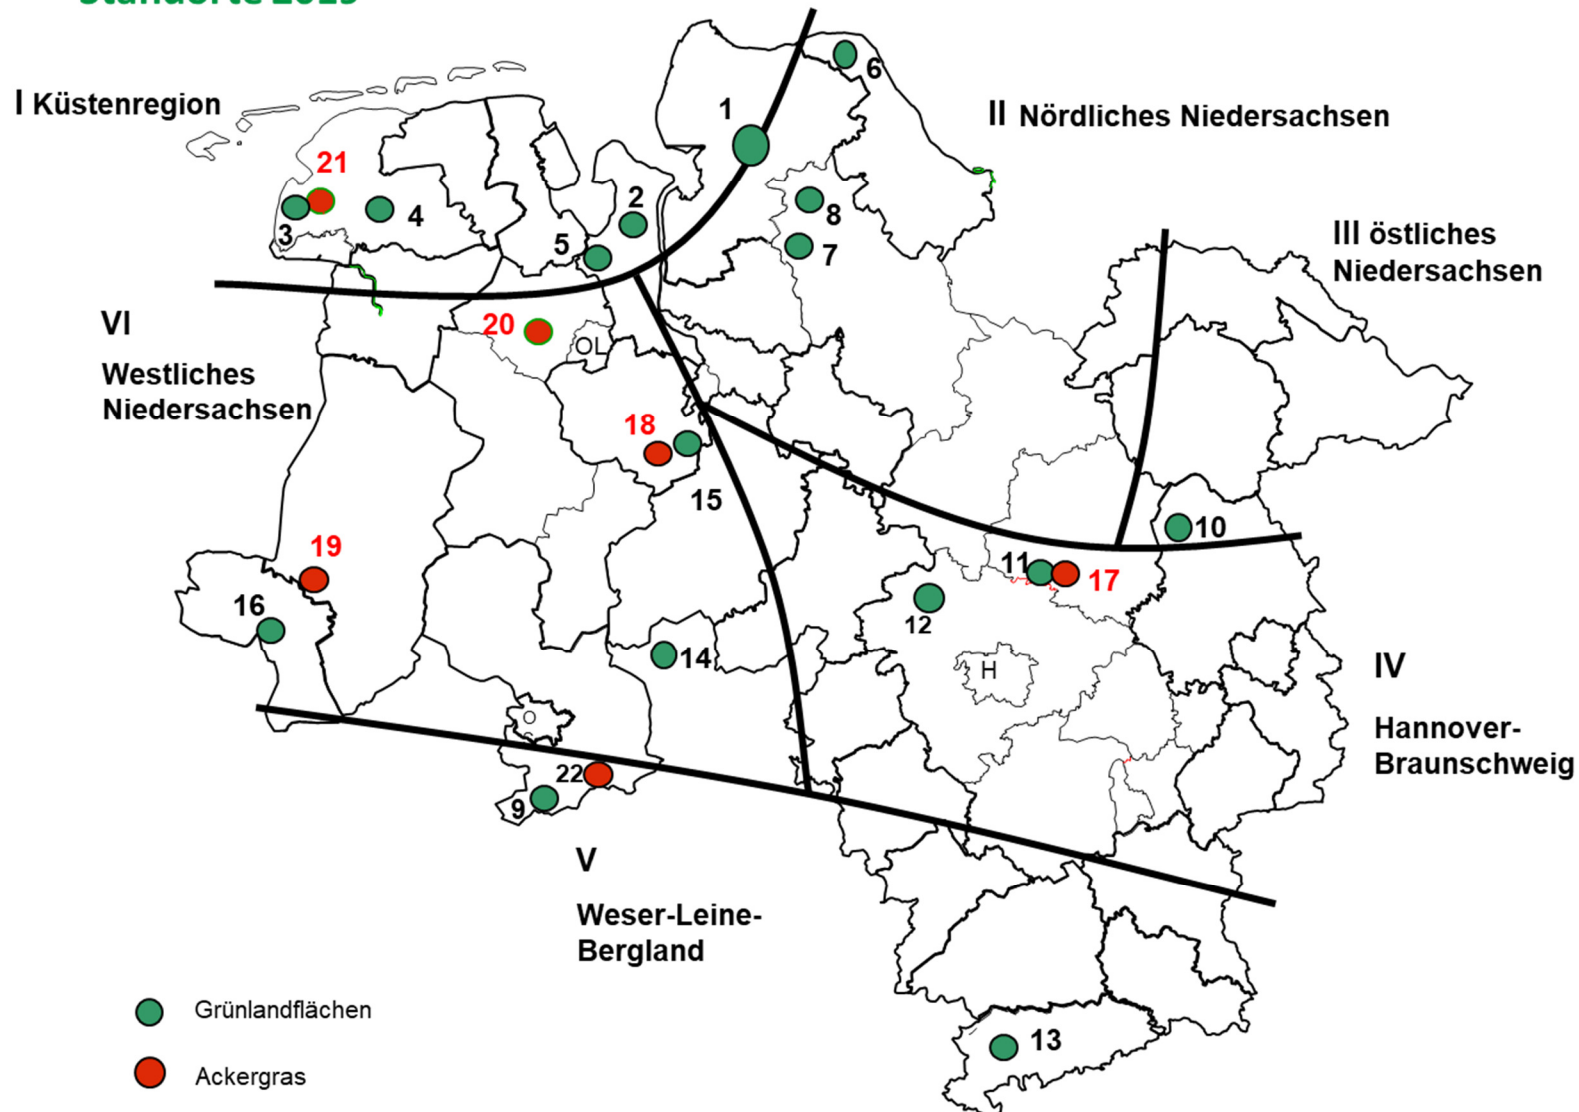 Standorte 2019
I Küstenregion
II Nördliches Niedersachsen
III östliches
Niedersachsen
1
6
21
2
8
3
4
5
7
VI
Westliches
Niedersachsen
20
OL
18
15
10
19
11
17
16
12
14
H
IV
Hannover-
Braunschweig
O
22
9
V
Weser-Leine-
Bergland
Grünlandflächen
Ackergras
13